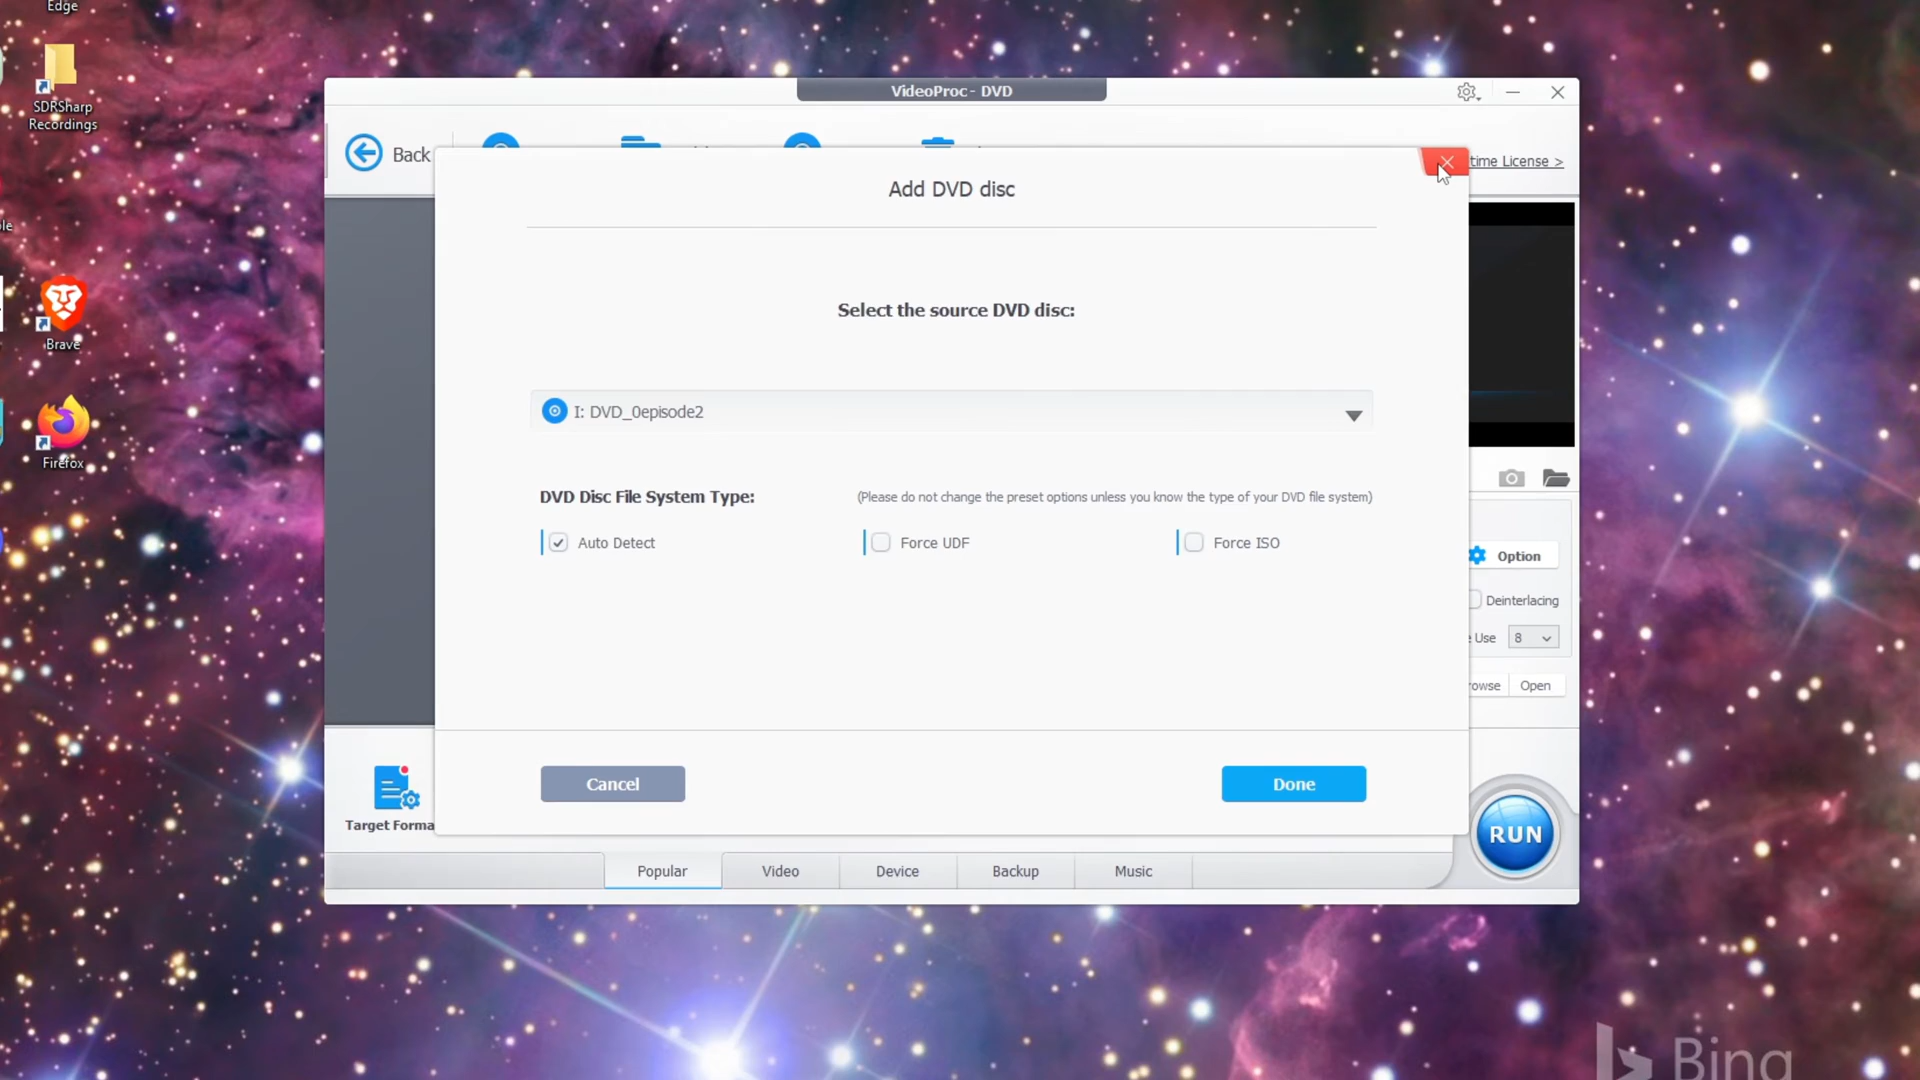 Edge
SDRSharp
Recordings
Brave
Firefox
VideoProc - DVD
Back
time License >
Add DVD disc
Select the source DVD disc:
I: DVD_0episode2
DVD Disc File System Type:
(Please do not change the preset options unless you know the type of your DVD file system)
Auto Detect
Force UDF
Force ISO
Option
Deinterlacing
Use
8
owse
Open
Cancel
Done
Target Forma
RUN
Popular
Video
Device
Backup
Music
Bing